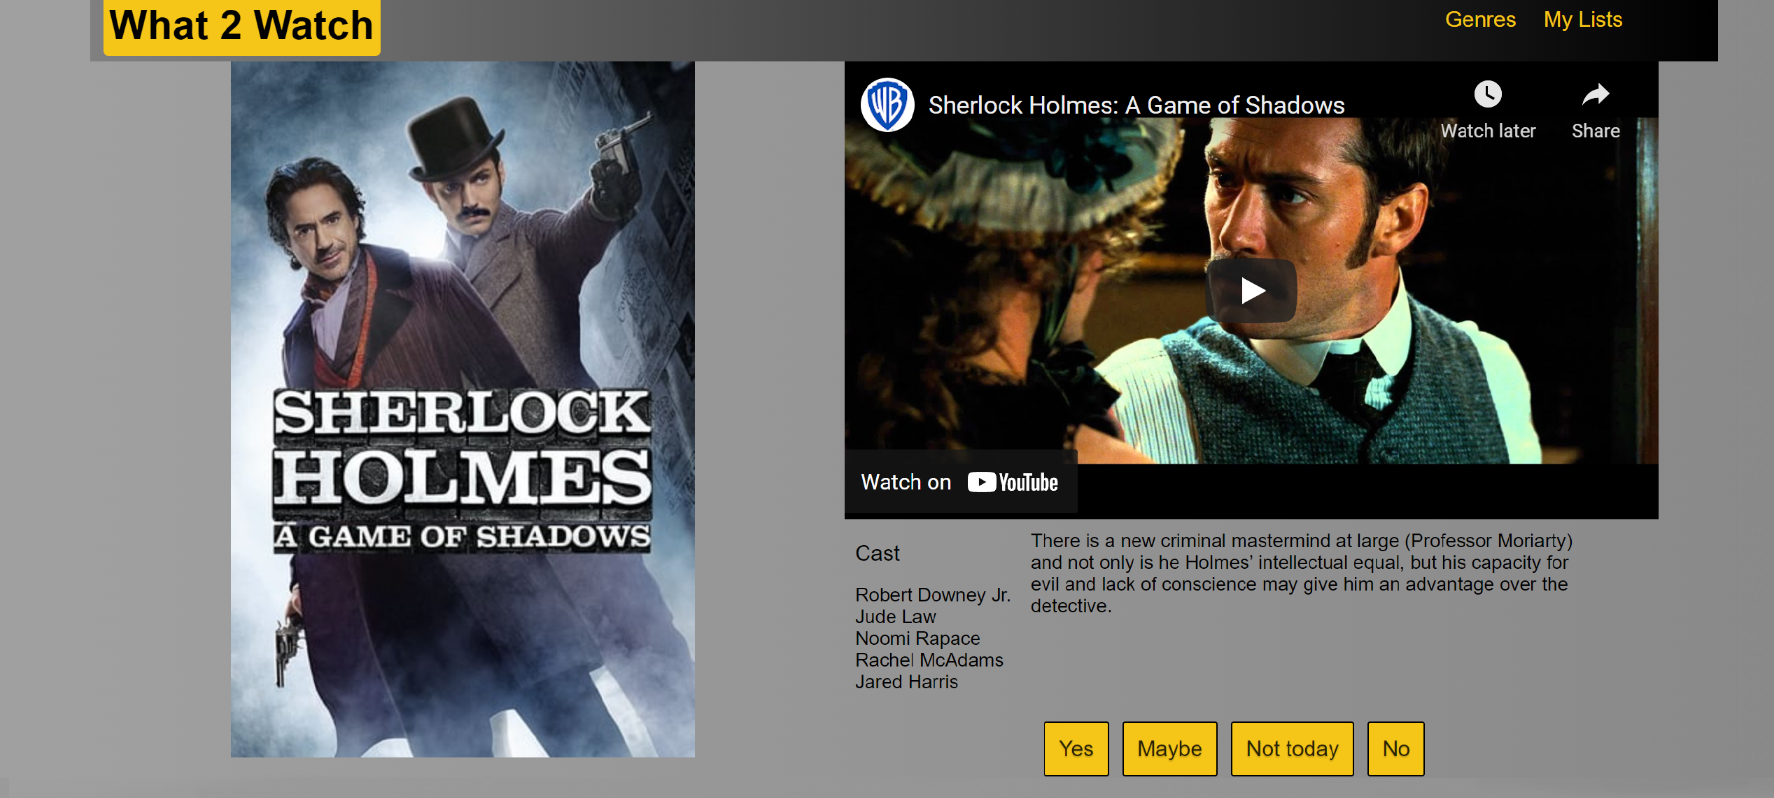 What 2 Watch
Genres My Lists
SHERLOCK
HOLMES
A GAME OF SHADOWS
WB
Sherlock Holmes: A Game of Shadows
Watch later
Share
Watch on YouTube
Cast
Robert Downey Jr.
Jude Law
Noomi Rapace
Rachel McAdams
Jared Harris
There is a new criminal mastermind at large (Professor Moriarty)
and not only is he Holmes’ intellectual equal, but his capacity for
evil and lack of conscience may give him an advantage over the
detective.
Yes Maybe Not today No